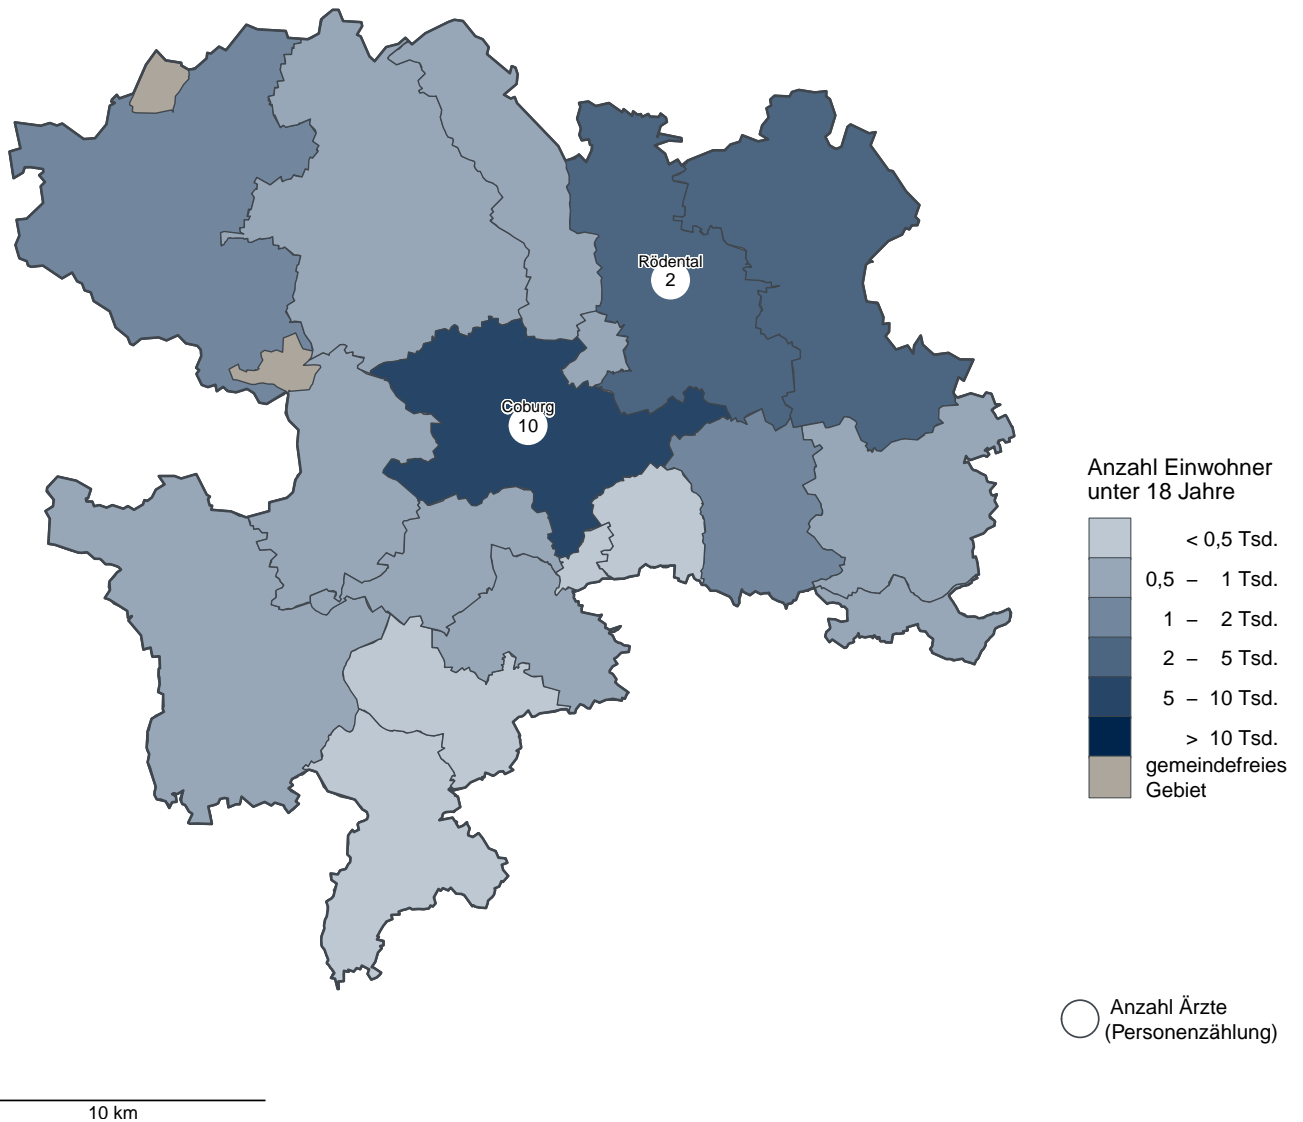 Rödental
2
Coburg
10
Anzahl Einwohner
unter 18 Jahre
< 0,5 Tsd.
0,5 – 1 Tsd.
1 – 2 Tsd.
2 – 5 Tsd.
5 – 10 Tsd.
> 10 Tsd.
gemeindefreies
Gebiet
Anzahl Ärzte
(Personenzählung)
10 km